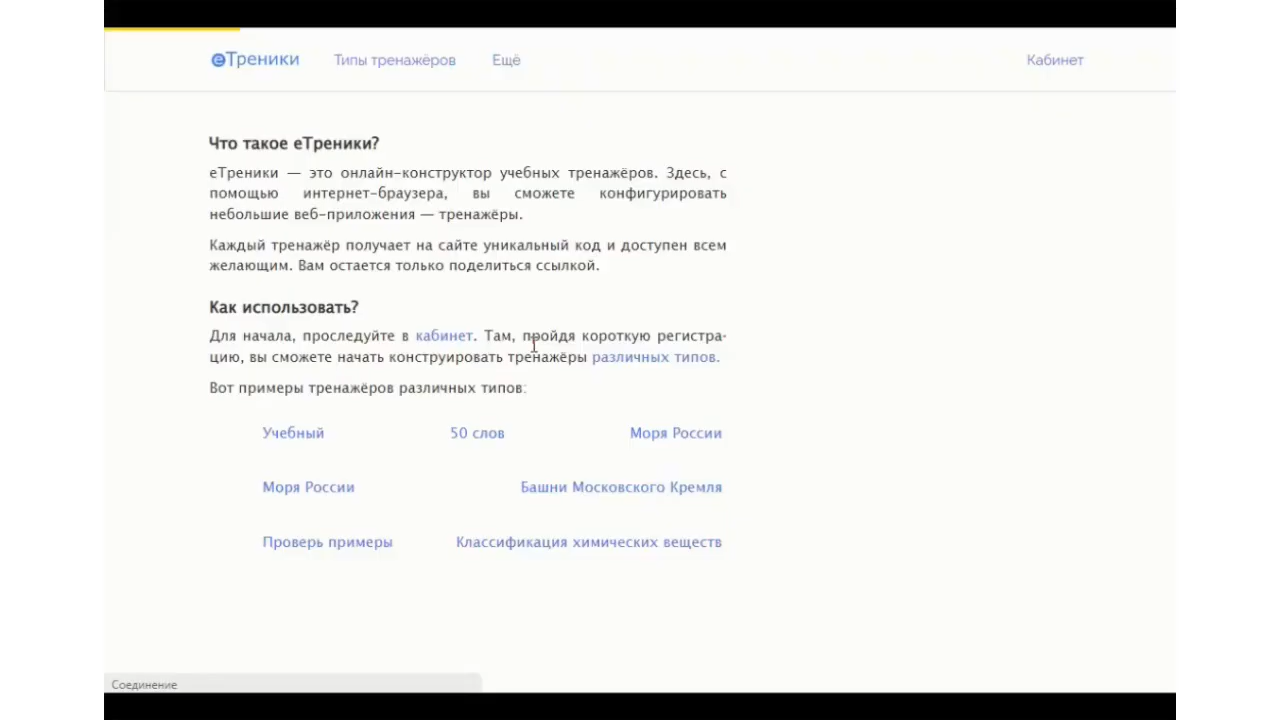 еТреники Типы тренажёров Ещё Кабинет
Что такое еТреники?
еТреники — это онлайн-конструктор учебных тренажёров. Здесь, с
помощью интернет-браузера, вы сможете конфигурировать
небольшие веб-приложения — тренажёры.
Каждый тренажёр получает на сайте уникальный код и доступен всем
желающим. Вам остается только поделиться ссылкой.
Как использовать?
Для начала, проследуйте в кабинет. Там, пройдя короткую регистра-
цию, вы сможете начать конструировать тренажёры различных типов.
Вот примеры тренажёров различных типов:
Учебный 50 слов Моря России
Моря России Башни Московского Кремля
Проверь примеры Классификация химических веществ
Соединение